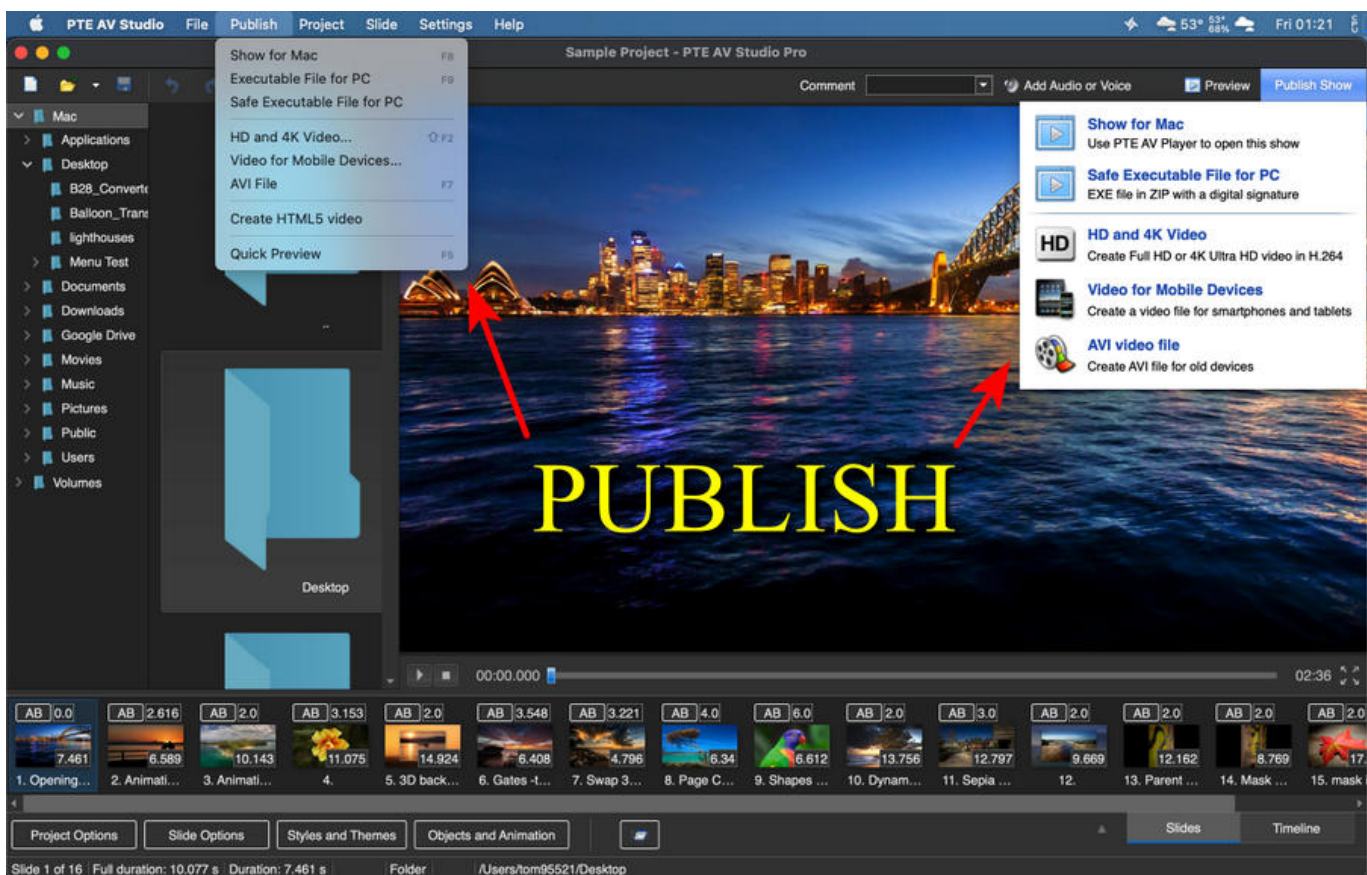 PTE AV Studio File Publish Project Slide Settings Help 53° 53° 68% Fri 01:21
Sample Project - PTE AV Studio Pro
Show for Mac F8
Executable File for PC F9
Safe Executable File for PC
HD and 4K Video... ⇧F2
Video for Mobile Devices...
AVI File F7
Create HTML5 video
Quick Preview
Comment Add Audio or Voice Preview Publish Show
Show for Mac
Use PTE AV Player to open this show
Safe Executable File for PC
EXE file in ZIP with a digital signature
HD and 4K Video
Create Full HD or 4K Ultra HD video in H.264
Video for Mobile Devices
Create a video file for smartphones and tablets
AVI video file
Create AVI file for old devices
Mac
Applications
Desktop
B28_Converte
Balloon_Trans
lighthouses
Menu Test
Documents
Downloads
Google Drive
Movies
Music
Pictures
Public
Users
Volumes
..
Desktop
PUBLISH
00:00.000 02:36
AB 0.0 AB 2.616 AB 2.0 AB 3.153 AB 2.0 AB 3.548 AB 3.221 AB 4.0 AB 6.0 AB 2.0 AB 3.0 AB 2.0 AB 2.0 AB 2.0 AB 2.0
7.461 6.589 10.143 11.075 14.924 6.408 4.796 6.34 6.612 13.756 12.797 9.669 12.162 8.769 17.
1. Opening... 2. Animati... 3. Animati... 4. 5. 3D back... 6. Gates -t... 7. Swap 3... 8. Page C... 9. Shapes ... 10. Dynam... 11. Sepia ... 12. 13. Parent ... 14. Mask ... 15. mask
Project Options Slide Options Styles and Themes Objects and Animation Slides Timeline
Slide 1 of 16 Full duration: 10.077 s Duration: 7.461 s Folder /Users/tom95521/Desktop